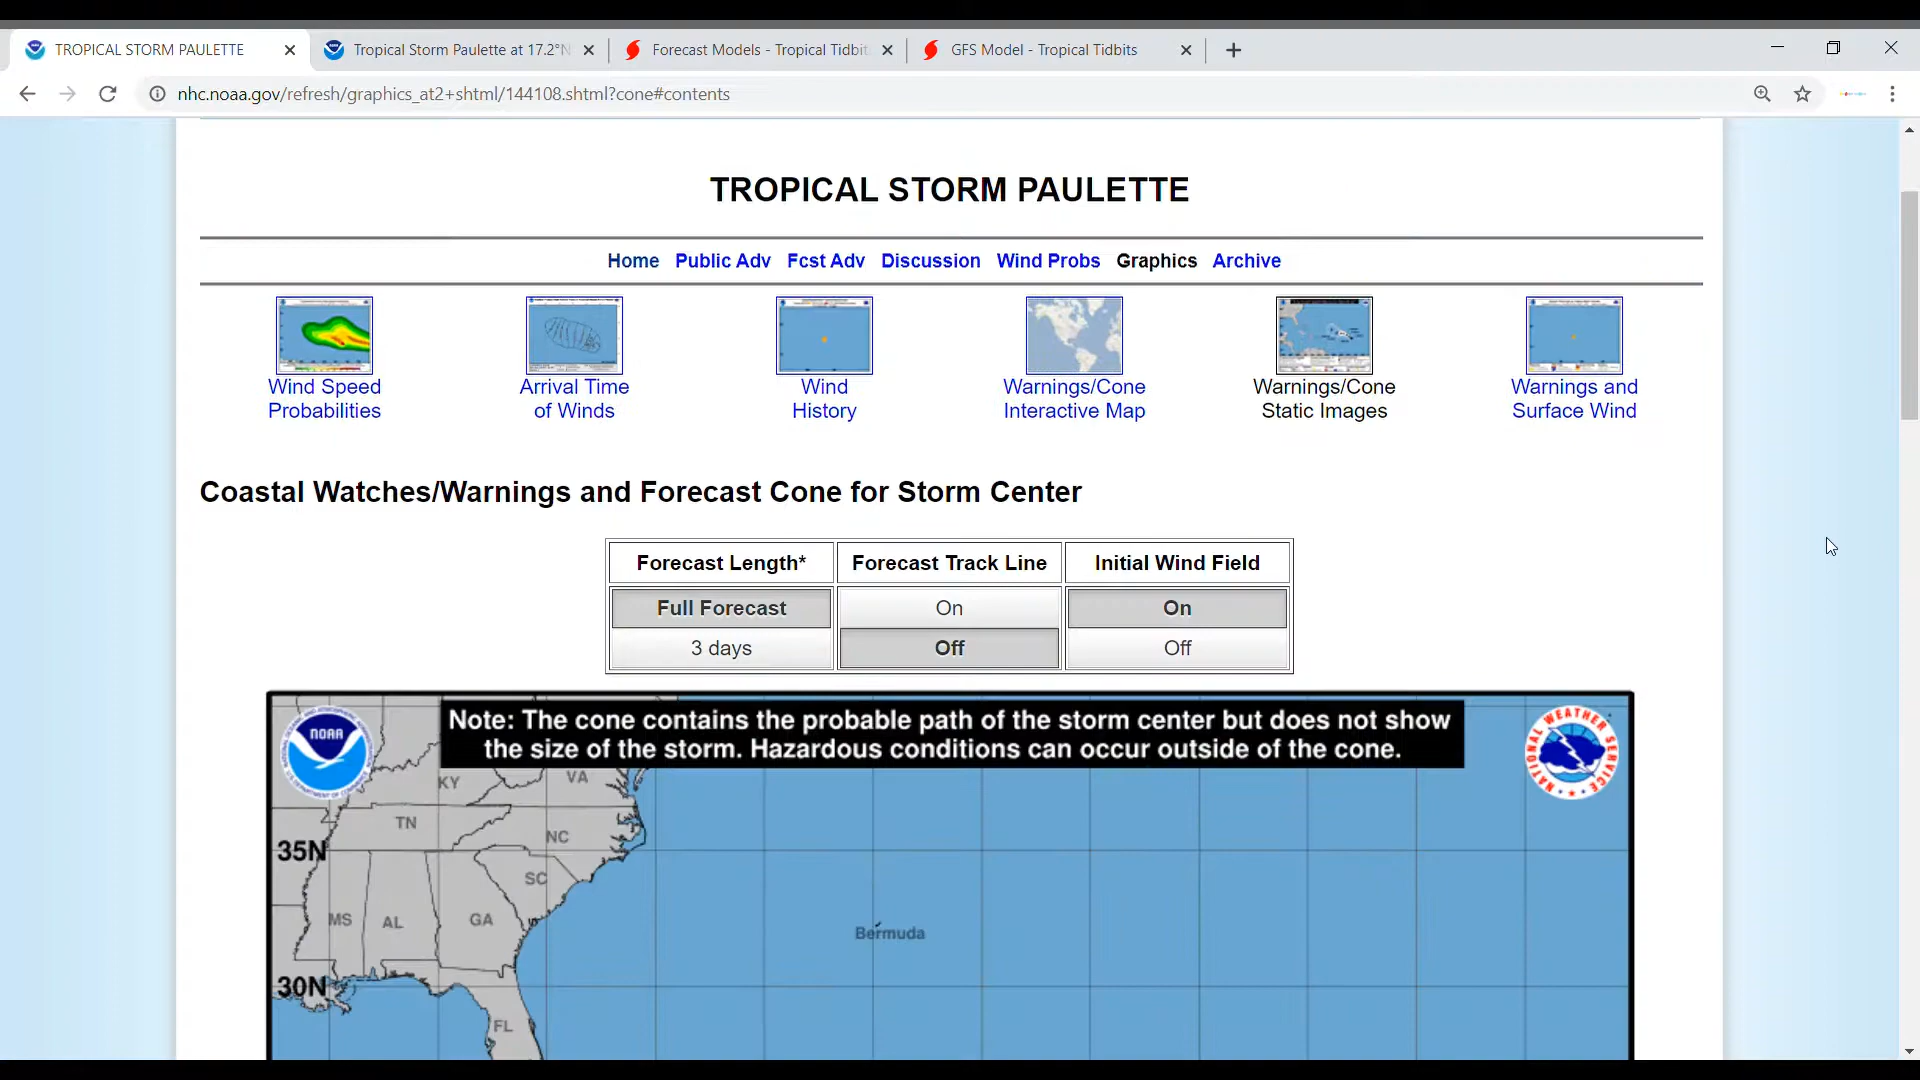 TROPICAL STORM PAULETTE
Tropical Storm Paulette at 17.2°N
Forecast Models - Tropical Tidbit
GFS Model - Tropical Tidbits
nhc.noaa.gov/refresh/graphics_at2+shtml/144108.shtml?cone#contents
TROPICAL STORM PAULETTE
Home Public Adv Fcst Adv Discussion Wind Probs Graphics Archive
Wind Speed
Probabilities
Arrival Time
of Winds
Wind
History
Warnings/Cone
Interactive Map
Warnings/Cone
Static Images
Warnings and
Surface Wind
Coastal Watches/Warnings and Forecast Cone for Storm Center
Forecast Length* Forecast Track Line Initial Wind Field
Full Forecast On On
3 days Off Off
Note: The cone contains the probable path of the storm center but does not show
the size of the storm. Hazardous conditions can occur outside of the cone.
NOAA
NATIONAL WEATHER SERVICE
KY VA
TN
NC
35N
SC
MS AL GA
Bermuda
30N
FL